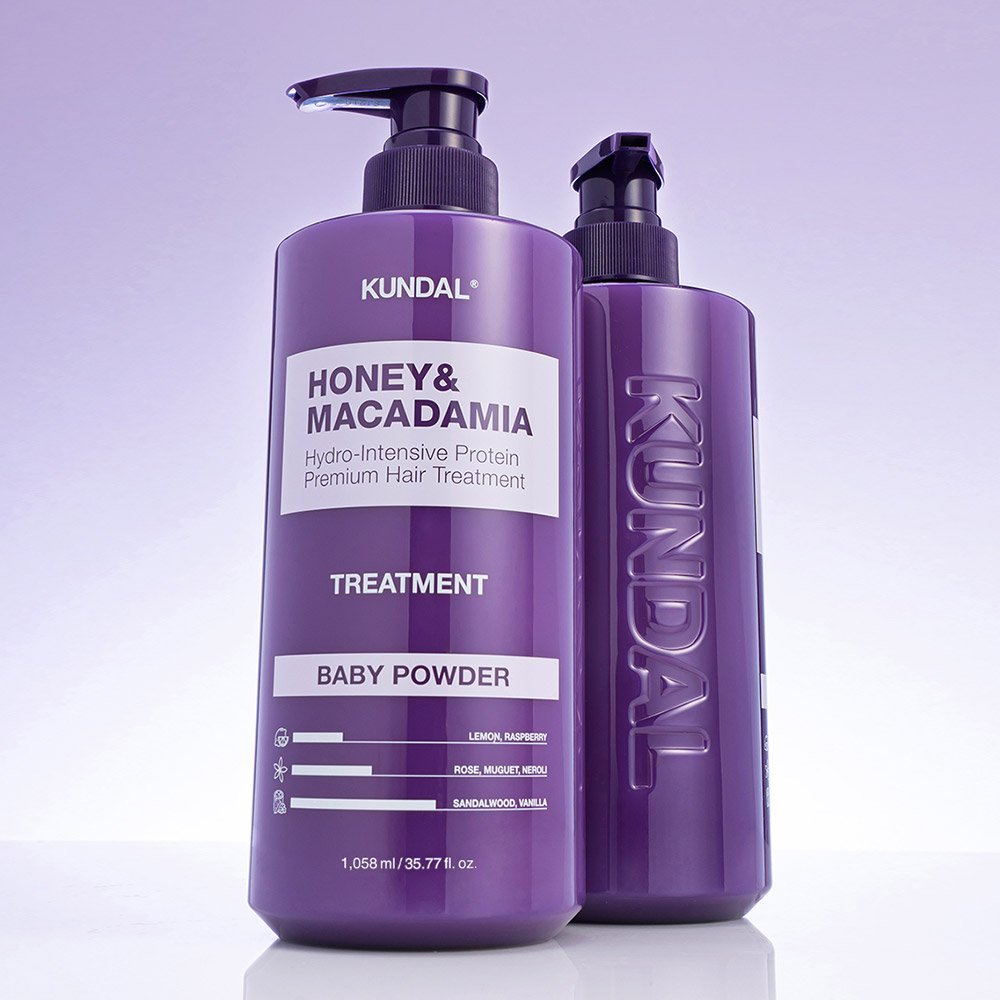 KUNDAL®
HONEY&
MACADAMIA
Hydro-Intensive Protein
Premium Hair Treatment
TREATMENT
BABY POWDER
LEMON, RASPBERRY
ROSE, MUGUET, NEROLI
SANDALWOOD, VANILLA
1,058 ml / 35.77 fl. oz.
KUNDAL